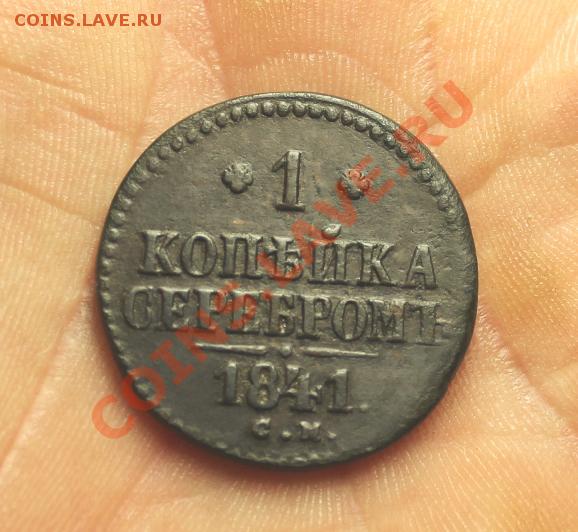 COINS.LAVE.RU
1
КОПѢЙКА
СЕРЕБРОМЪ
1841.
С.М.
COINS.LAVE.RU